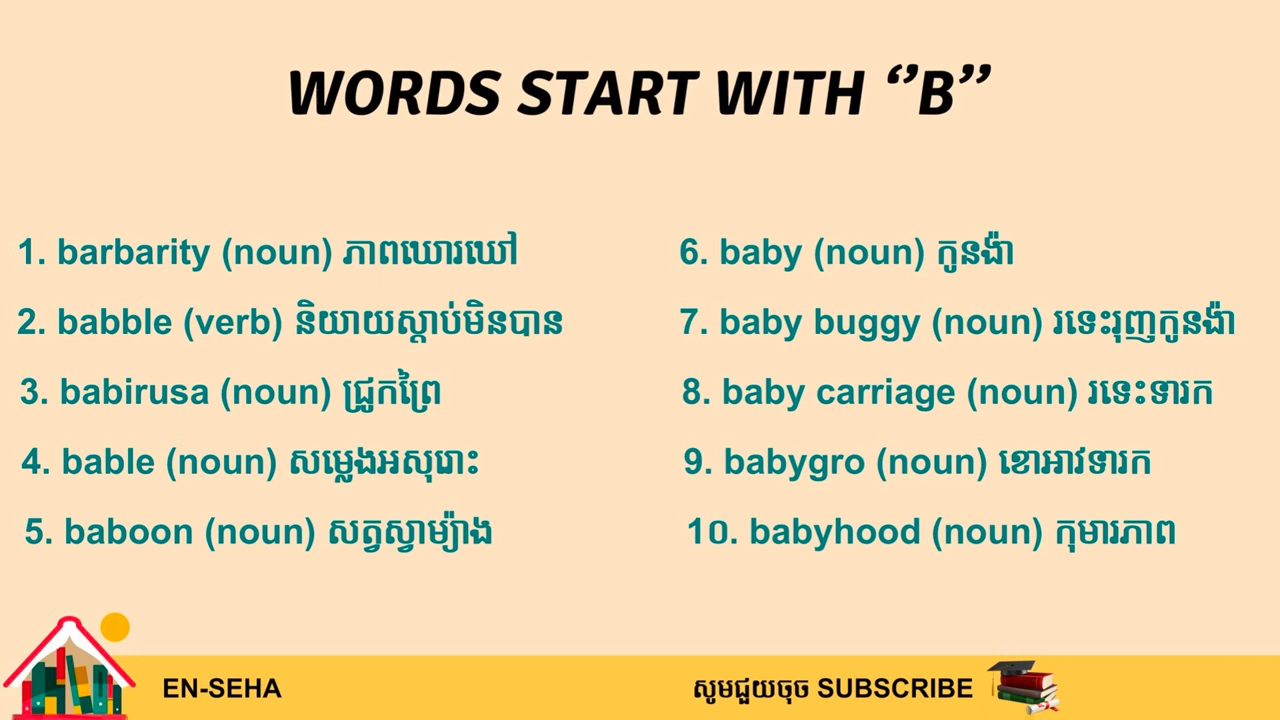 WORDS START WITH ‘’B’’
1. barbarity (noun) ភាពឃោរឃៅ
2. babble (verb) និយាយស្តាប់មិនបាន
3. babirusa (noun) ជ្រូកព្រៃ
4. bable (noun) សម្លេងអសុរោះ
5. baboon (noun) សត្វស្វាម្យ៉ាង
6. baby (noun) កូនង៉ា
7. baby buggy (noun) រទេះរុញកូនង៉ា
8. baby carriage (noun) រទេះទារក
9. babygro (noun) ខោអាវទារក
10. babyhood (noun) កុមារភាព
EN-SEHA
សូមជួយចុច SUBSCRIBE